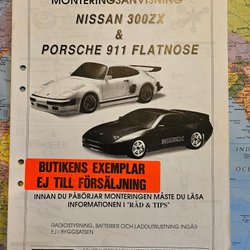 MONTERINGSANVISNING
NISSAN 300ZX
&
PORSCHE 911 FLATNOSE
BUTIKENS EXEMPLAR
EJ TILL FÖRSÄLJNING
INNAN DU PÅBÖRJAR MONTERINGEN MÅSTE DU LÄSA
INFORMATIONEN I "RÅD & TIPS"
RADIOSTYRNING, BATTERIER OCH LADDUTRUSTNING INGÅR
EJ I BYGGSATSEN